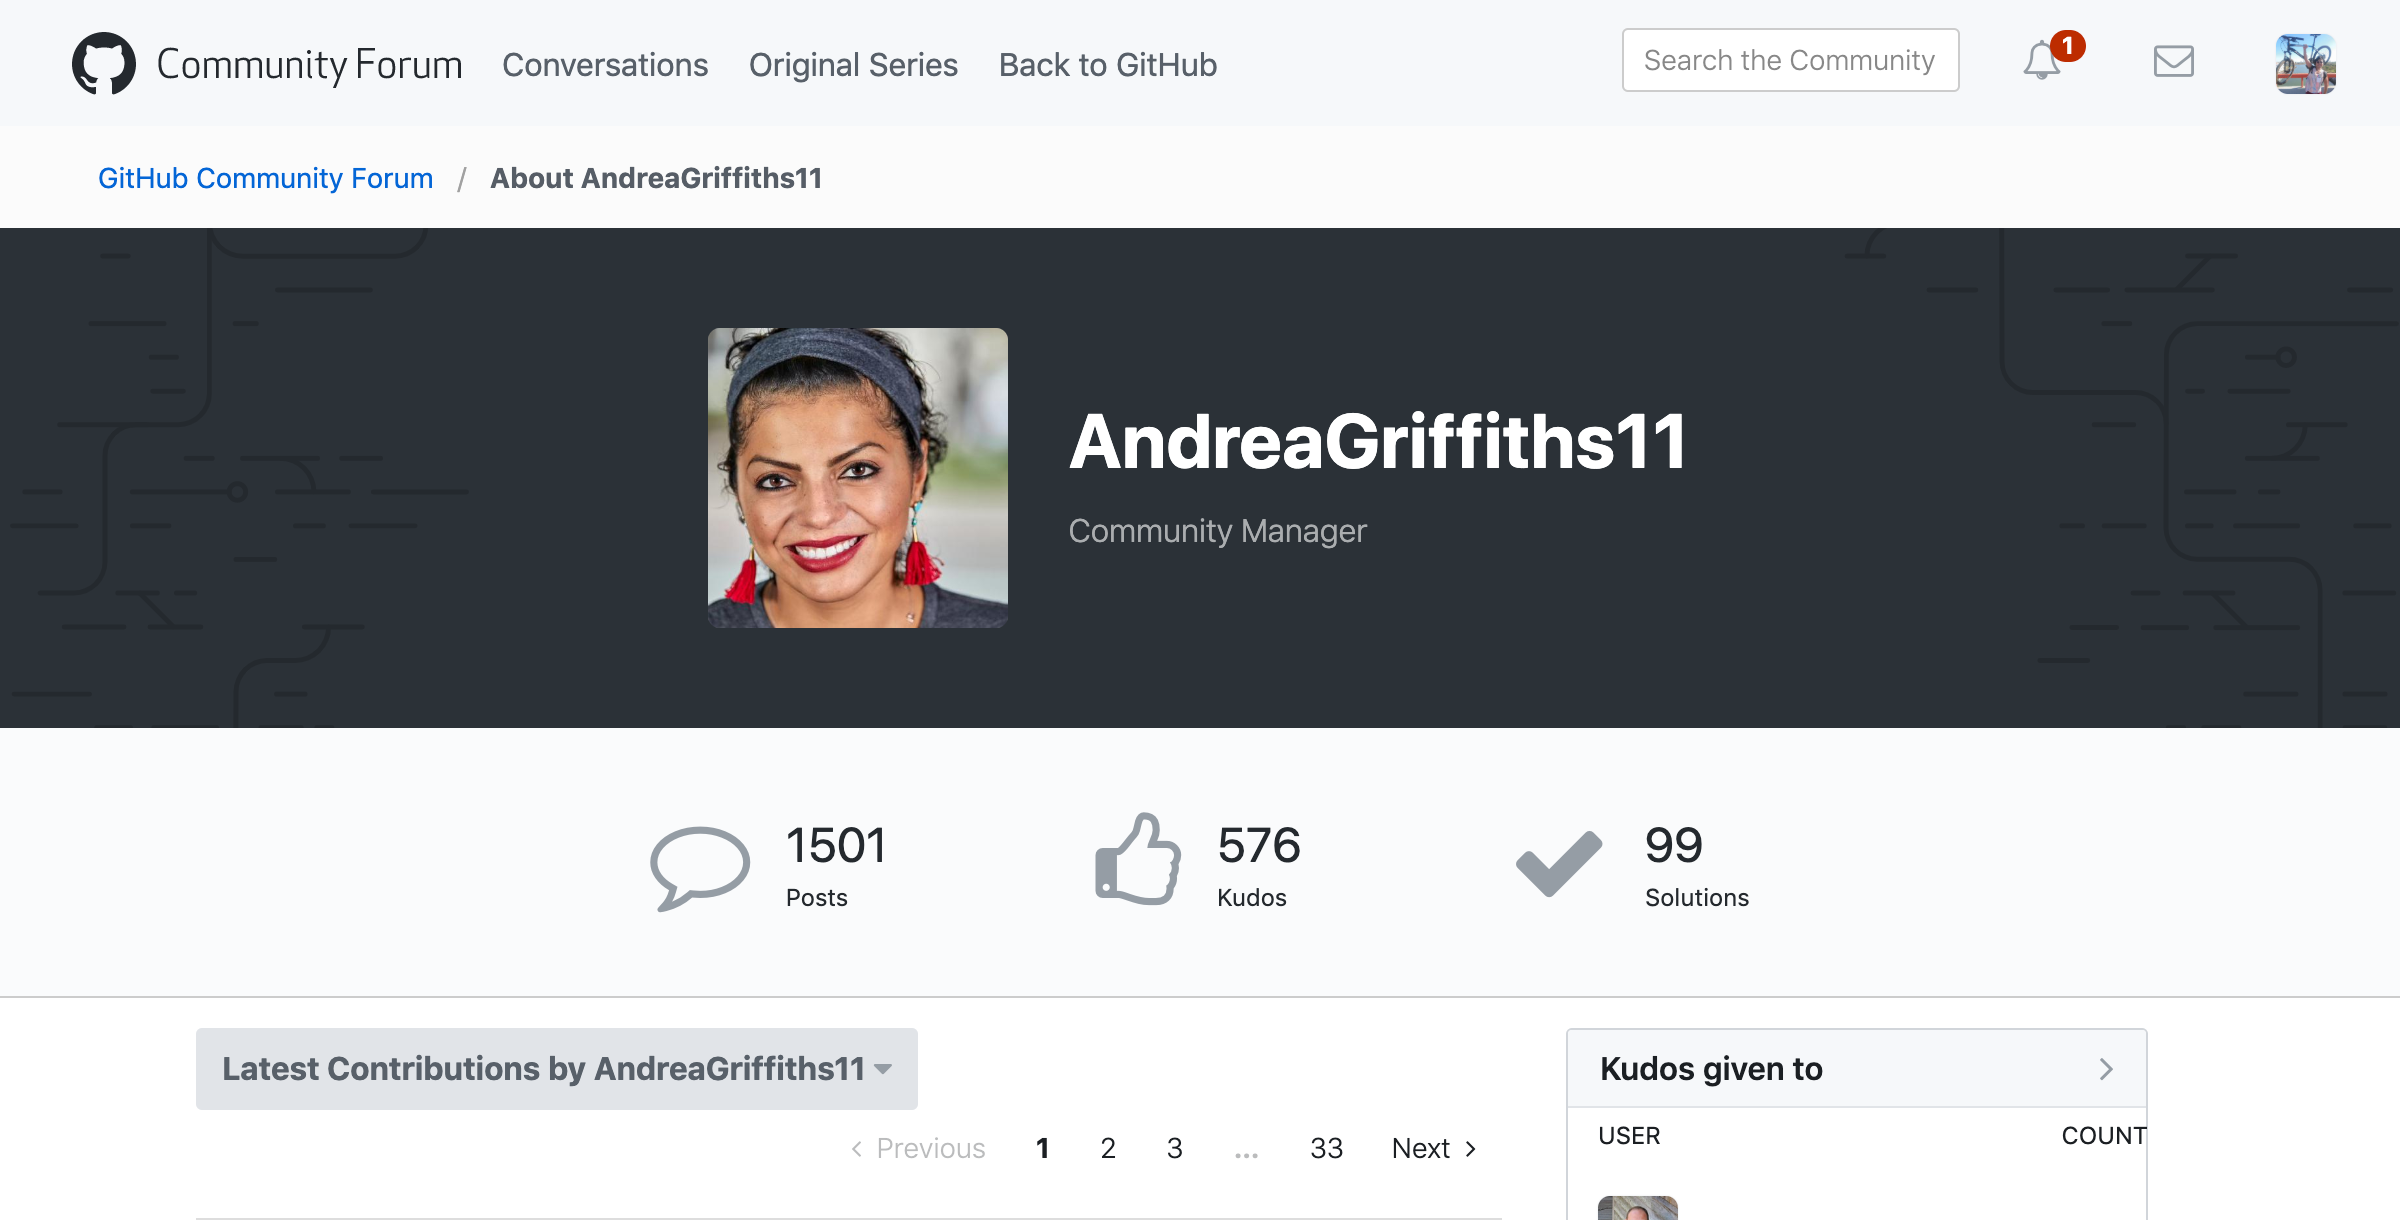 Community Forum Conversations Original Series Back to GitHub Search the Community 1
GitHub Community Forum / About AndreaGriffiths11
AndreaGriffiths11
Community Manager
1501 576 99
Posts Kudos Solutions
Latest Contributions by AndreaGriffiths11
Kudos given to
Previous 1 2 3 ... 33 Next
USER COUNT